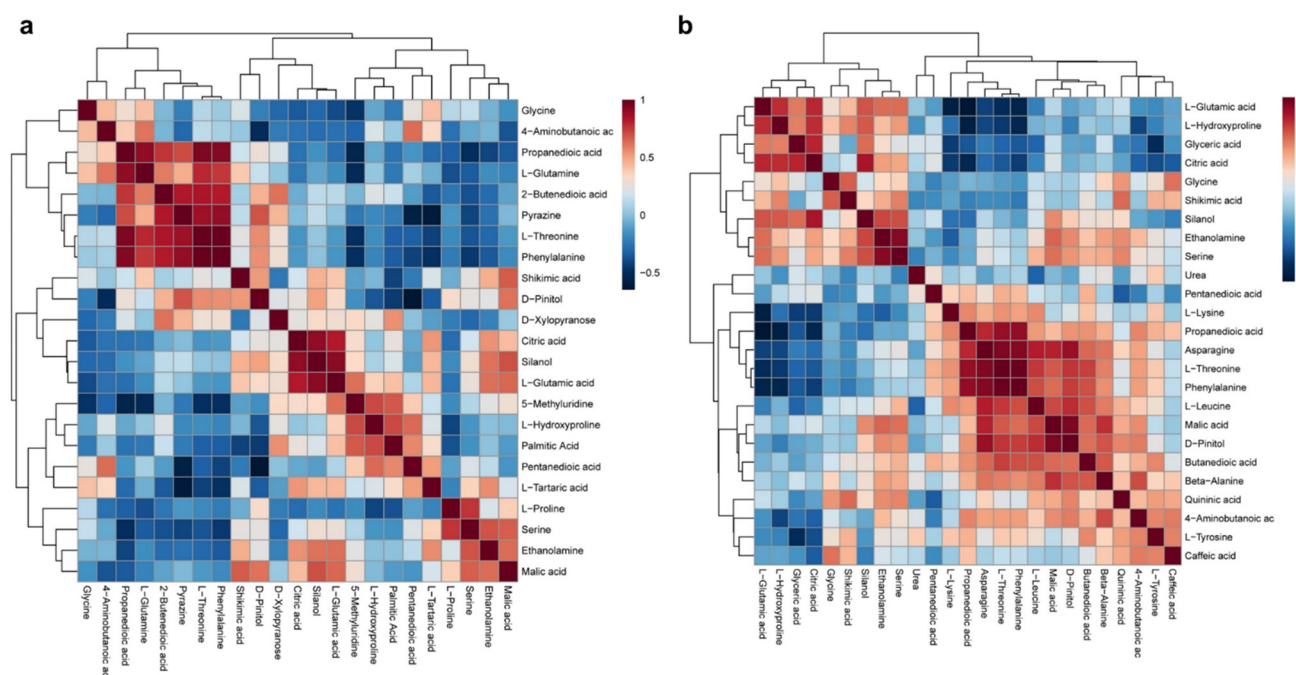 a
Glycine
4−Aminobutanoic ac
Propanedioic acid
L−Glutamine
2−Butenedioic acid
Pyrazine
L−Threonine
Phenylalanine
Shikimic acid
D−Pinitol
D−Xylopyranose
Citric acid
Silanol
L−Glutamic acid
5−Methyluridine
L−Hydroxyproline
Palmitic Acid
Pentanedioic acid
L−Tartaric acid
L−Proline
Serine
Ethanolamine
Malic acid
1
0.5
0
−0.5
Glycine
4−Aminobutanoic ac
Propanedioic acid
L−Glutamine
2−Butenedioic acid
Pyrazine
L−Threonine
Phenylalanine
Shikimic acid
D−Pinitol
D−Xylopyranose
Citric acid
Silanol
L−Glutamic acid
5−Methyluridine
L−Hydroxyproline
Palmitic Acid
Pentanedioic acid
L−Tartaric acid
L−Proline
Serine
Ethanolamine
Malic acid
b
L−Glutamic acid
L−Hydroxyproline
Glyceric acid
Citric acid
Glycine
Shikimic acid
Silanol
Ethanolamine
Serine
Urea
Pentanedioic acid
L−Lysine
Propanedioic acid
Asparagine
L−Threonine
Phenylalanine
L−Leucine
Malic acid
D−Pinitol
Butanedioic acid
Beta−Alanine
Quininic acid
4−Aminobutanoic ac
L−Tyrosine
Caffeic acid
L−Glutamic acid
L−Hydroxyproline
Glyceric acid
Citric acid
Glycine
Shikimic acid
Silanol
Ethanolamine
Serine
Urea
Pentanedioic acid
L−Lysine
Propanedioic acid
Asparagine
L−Threonine
Phenylalanine
L−Leucine
Malic acid
D−Pinitol
Butanedioic acid
Beta−Alanine
Quininic acid
4−Aminobutanoic ac
L−Tyrosine
Caffeic acid